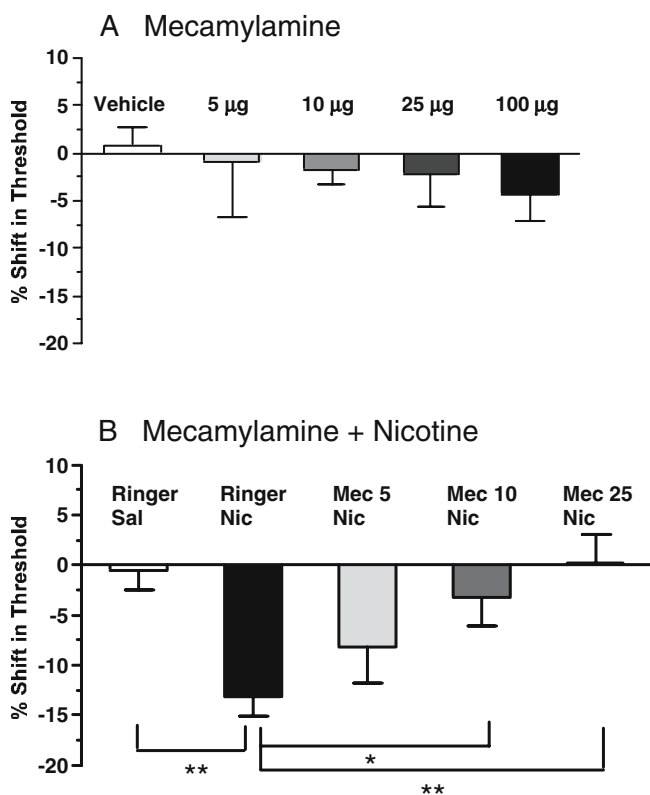 A Mecamylamine
10
5
0
-5
-10
-15
-20
% Shift in Threshold
Vehicle 5 µg 10 µg 25 µg 100 µg
B Mecamylamine + Nicotine
10
5
0
-5
-10
-15
-20
% Shift in Threshold
Ringer Ringer Mec 5 Mec 10 Mec 25
Sal Nic Nic Nic Nic
** * **